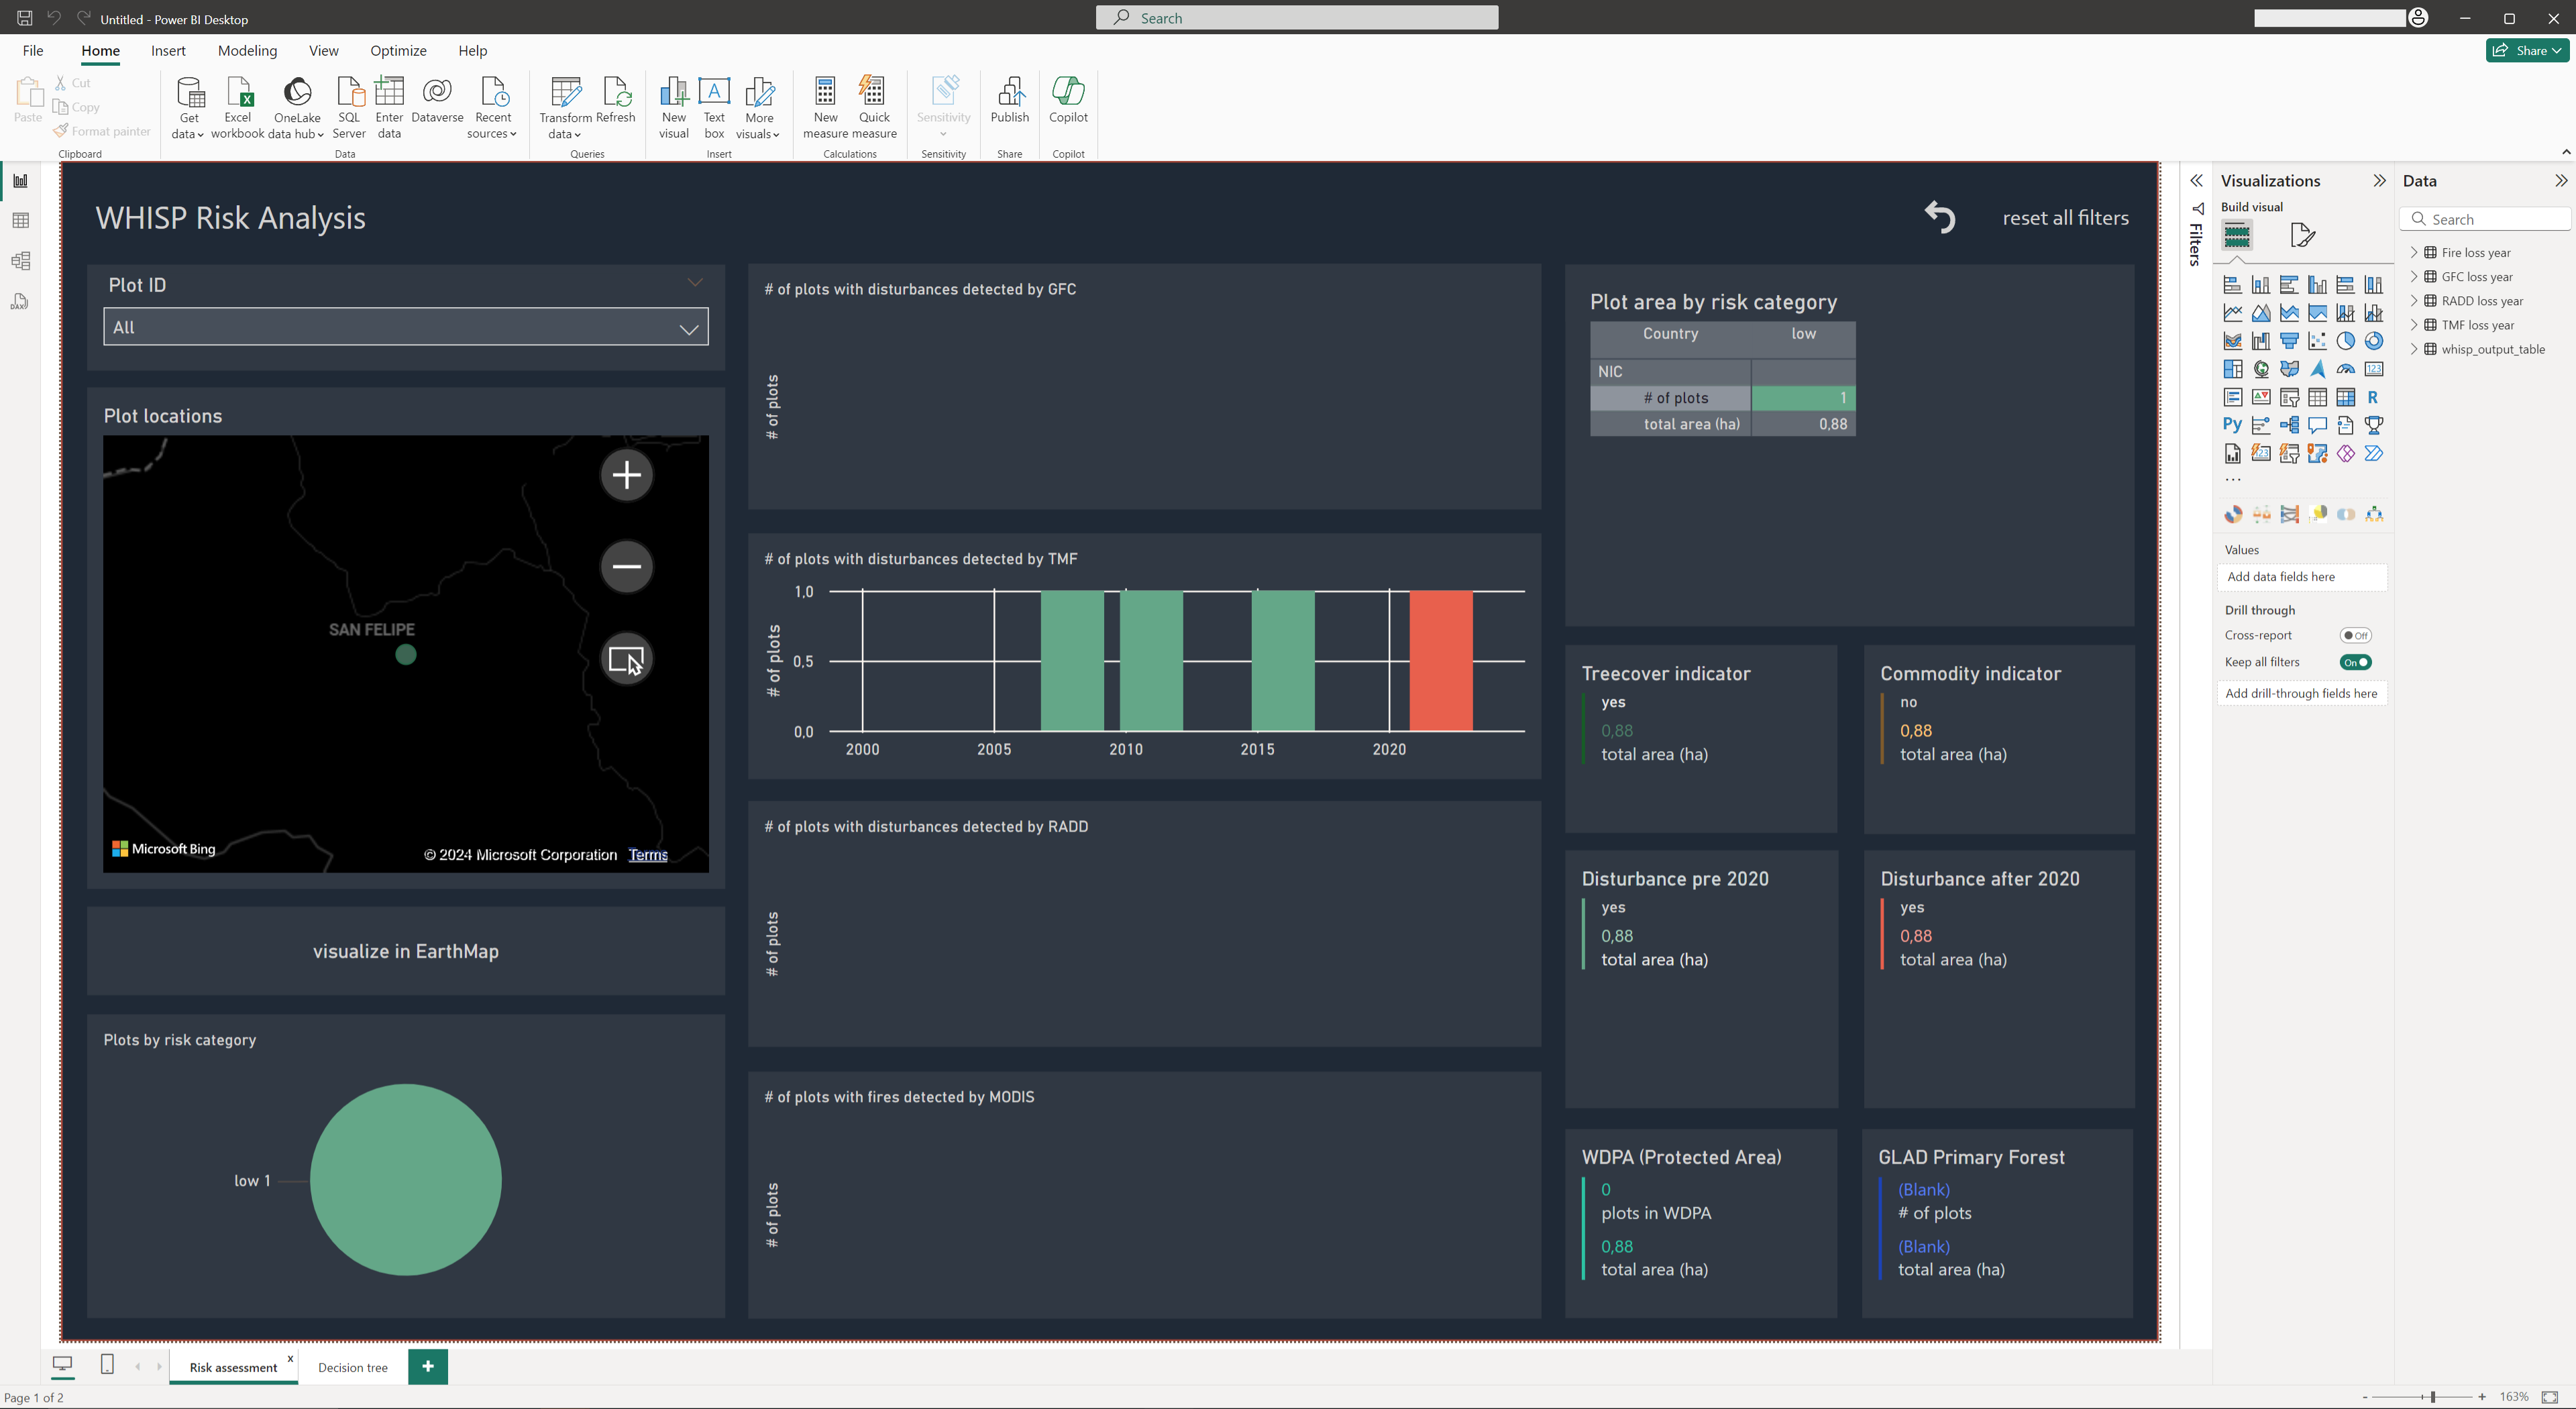 Untitled - Power BI Desktop
Search
File Home Insert Modeling View Optimize Help
Share
Paste
Cut
Copy
Format painter
Clipboard
Get data
Excel workbook
OneLake data hub
SQL Server
Enter data
Dataverse
Recent sources
Data
Transform data
Refresh
Queries
New visual
Text box
More visuals
Insert
New measure
Quick measure
Calculations
Sensitivity
Sensitivity
Publish
Share
Copilot
Copilot
WHISP Risk Analysis
reset all filters
Plot ID
All
Plot locations
SAN FELIPE
Microsoft Bing
© 2024 Microsoft Corporation Terms
visualize in EarthMap
Plots by risk category
low 1
# of plots with disturbances detected by GFC
# of plots
# of plots with disturbances detected by TMF
# of plots
1,0
0,5
0,0
2000 2005 2010 2015 2020
# of plots with disturbances detected by RADD
# of plots
# of plots with fires detected by MODIS
# of plots
Plot area by risk category
Country low
NIC
# of plots 1
total area (ha) 0,88
Treecover indicator
yes
0,88
total area (ha)
Commodity indicator
no
0,88
total area (ha)
Disturbance pre 2020
yes
0,88
total area (ha)
Disturbance after 2020
yes
0,88
total area (ha)
WDPA (Protected Area)
0
plots in WDPA
0,88
total area (ha)
GLAD Primary Forest
(Blank)
# of plots
(Blank)
total area (ha)
Filters
Visualizations
Build visual
R
Py
123
...
Values
Add data fields here
Drill through
Cross-report Off
Keep all filters On
Add drill-through fields here
Data
Search
Fire loss year
GFC loss year
RADD loss year
TMF loss year
whisp_output_table
Risk assessment x
Decision tree
+
Page 1 of 2
- + 163%